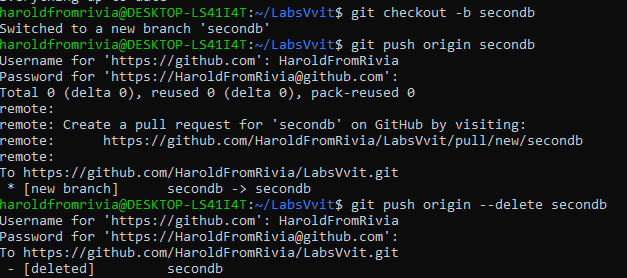 haroldfromrivia@DESKTOP-LS41I4T:~/LabsVvit$ git checkout -b secondb
Switched to a new branch 'secondb'
haroldfromrivia@DESKTOP-LS41I4T:~/LabsVvit$ git push origin secondb
Username for 'https://github.com': HaroldFromRivia
Password for 'https://HaroldFromRivia@github.com':
Total 0 (delta 0), reused 0 (delta 0), pack-reused 0
remote:
remote: Create a pull request for 'secondb' on GitHub by visiting:
remote:      https://github.com/HaroldFromRivia/LabsVvit/pull/new/secondb
remote:
To https://github.com/HaroldFromRivia/LabsVvit.git
 * [new branch]      secondb -> secondb
haroldfromrivia@DESKTOP-LS41I4T:~/LabsVvit$ git push origin --delete secondb
Username for 'https://github.com': HaroldFromRivia
Password for 'https://HaroldFromRivia@github.com':
To https://github.com/HaroldFromRivia/LabsVvit.git
 - [deleted]         secondb